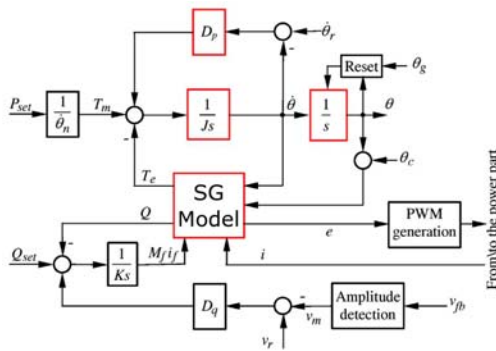 D_p
θ̇_r
-
Reset
θ_g
P_set
1/θ̇_n
T_m
1/Js
θ̇
1/s
θ
-
T_e
θ_c
SG Model
Q
e
PWM generation
-
Q_set
1/Ks
M_f i_f
i
From\to the power part
D_q
-
v_m
Amplitude detection
v_fb
v_r